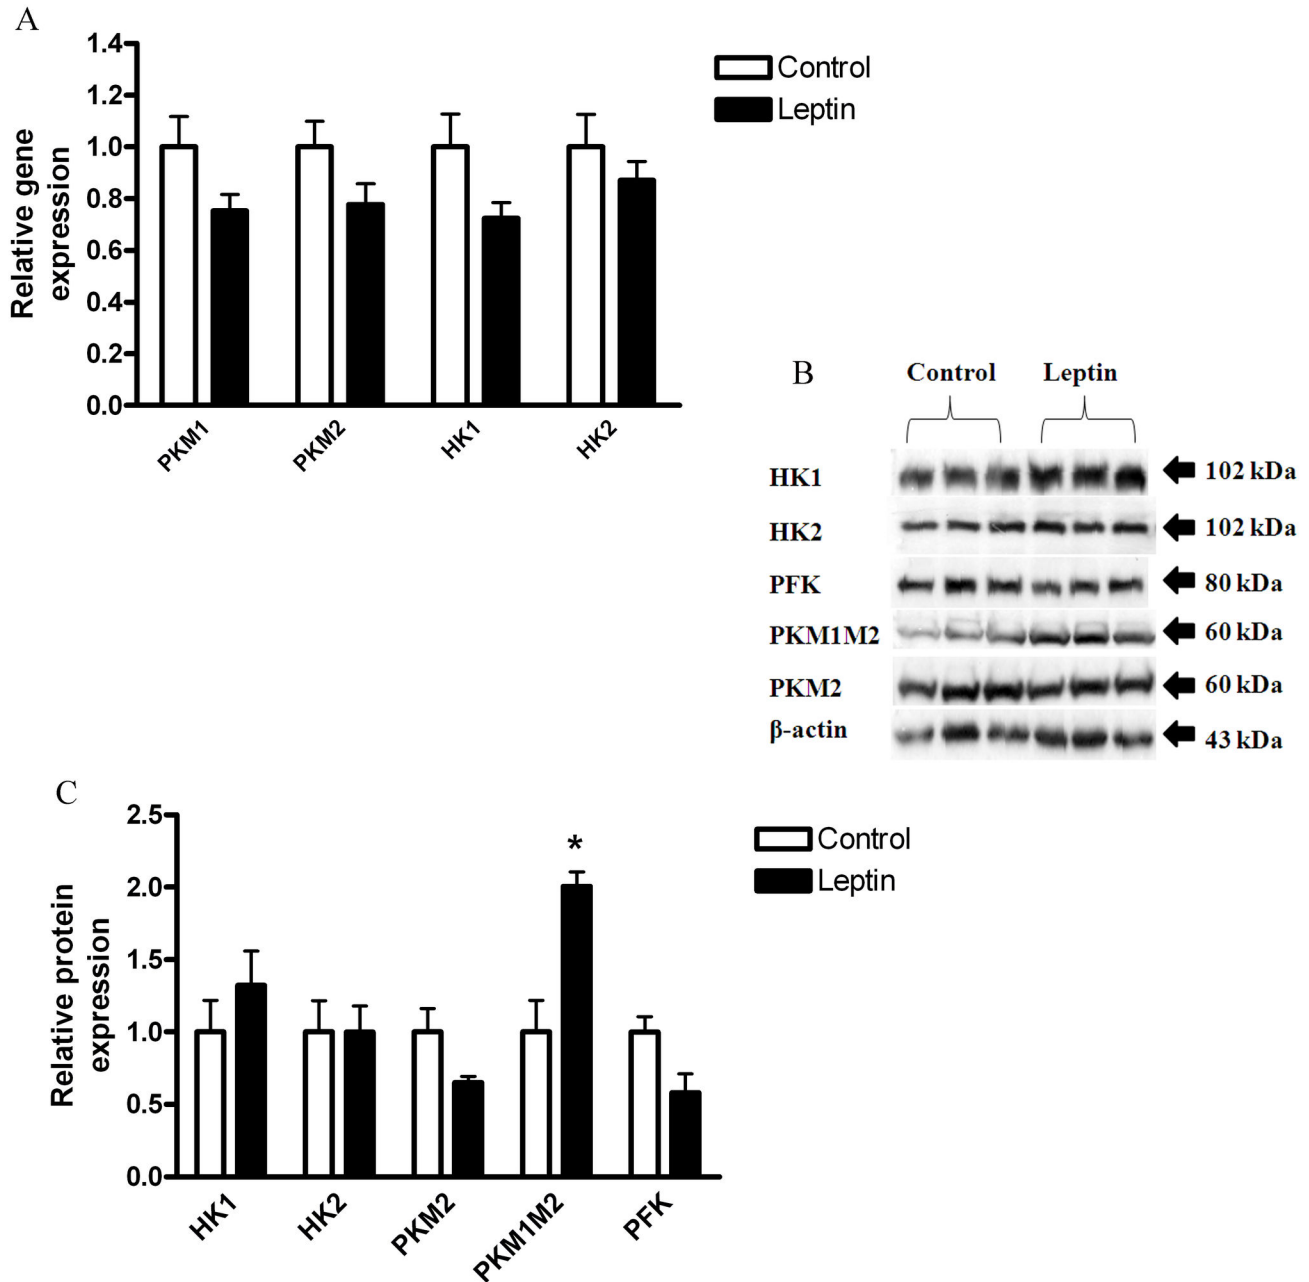 A
Relative gene
expression
1.4
1.2
1.0
0.8
0.6
0.4
0.2
0.0
PKM1
PKM2
HK1
HK2
Control
Leptin
B
Control
Leptin
HK1
102 kDa
HK2
102 kDa
PFK
80 kDa
PKM1M2
60 kDa
PKM2
60 kDa
β-actin
43 kDa
C
Relative protein
expression
2.5
2.0
1.5
1.0
0.5
0.0
*
HK1
HK2
PKM2
PKM1M2
PFK
Control
Leptin